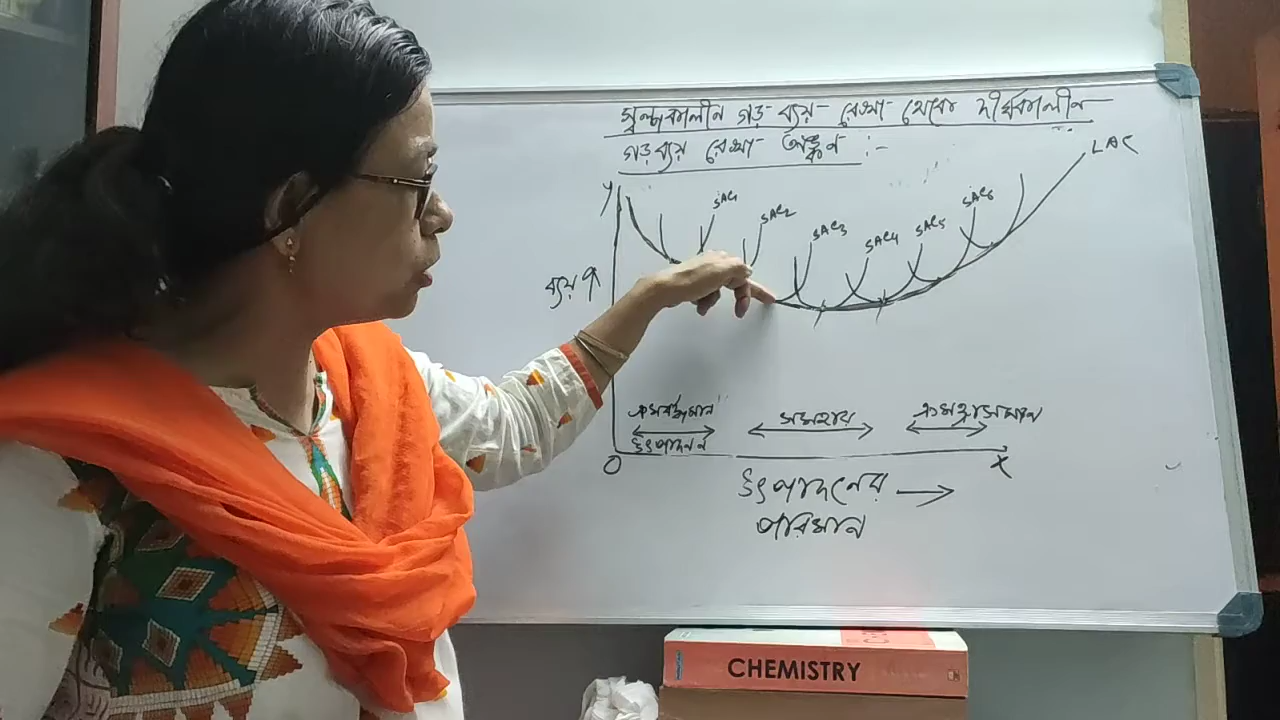 স্বল্পকালীন গড় ব্যয় রেখা থেকে দীর্ঘকালীন
গড়ব্যয় রেখা অঙ্কন :-
LAC
Y
SAC1
SAC2
SAC3
SAC4
SAC5
SAC6
ব্যয়
ক্রমবর্ধমান
উৎপাদন
সমহার
ক্রমহ্রাসমান
O
X
উৎপাদনের
পরিমান
CHEMISTRY